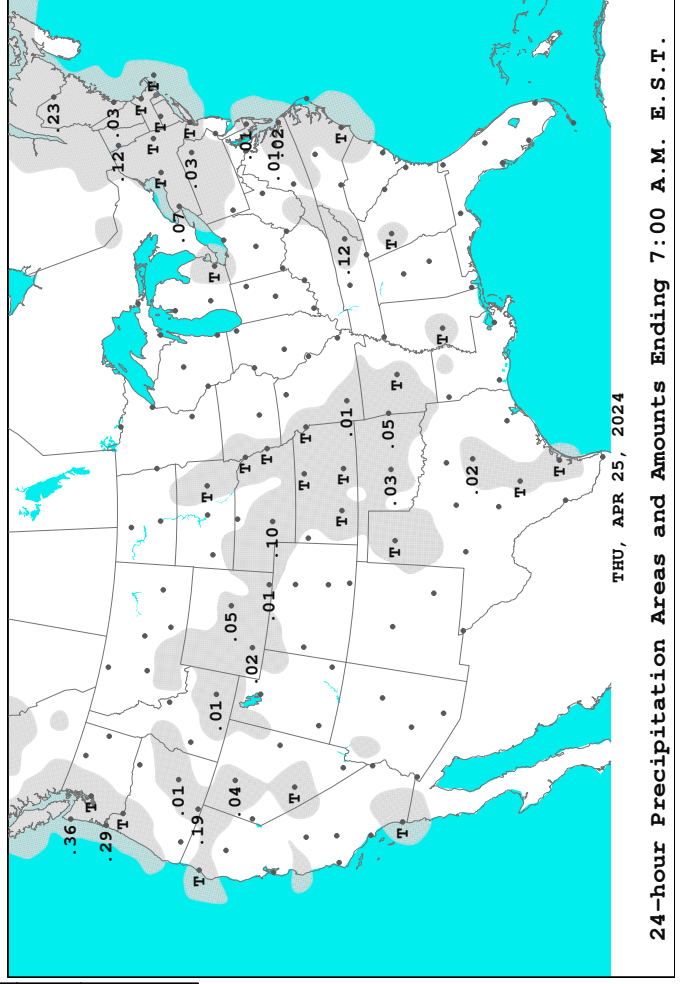 .23
.36
T
.29
.03
.12
T
T
T
T
T
T
.01
.07
T
.03
.19
T
T
.01
T
.05
.04
T
.01
.02
T
.01
.10
.01
.02
T
T
T
T
T
.12
T
.01
.05
.03
T
T
T
T
T
.02
T
T
THU, APR 25, 2024
24-hour Precipitation Areas and Amounts Ending 7:00 A.M. E.S.T.